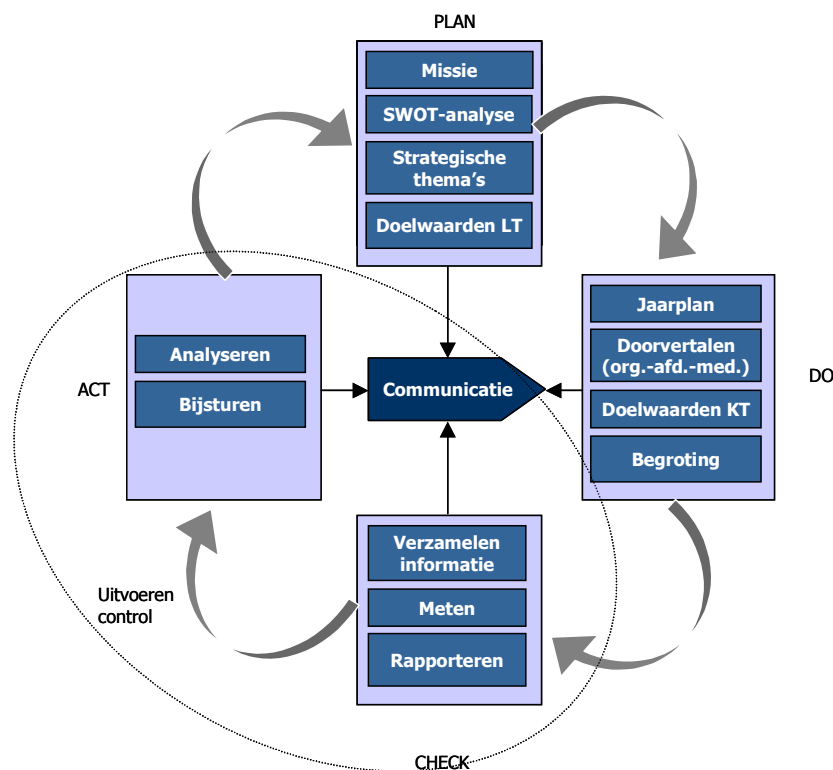 PLAN
Missie
SWOT-analyse
Strategische
thema's
Doelwaarden LT
ACT
Analyseren
Bijsturen
Communicatie
Jaarplan
Doorvertalen
(org.-afd.-med.)
Doelwaarden KT
Begroting
DO
Uitvoeren
control
Verzamelen
informatie
Meten
Rapporteren
CHECK